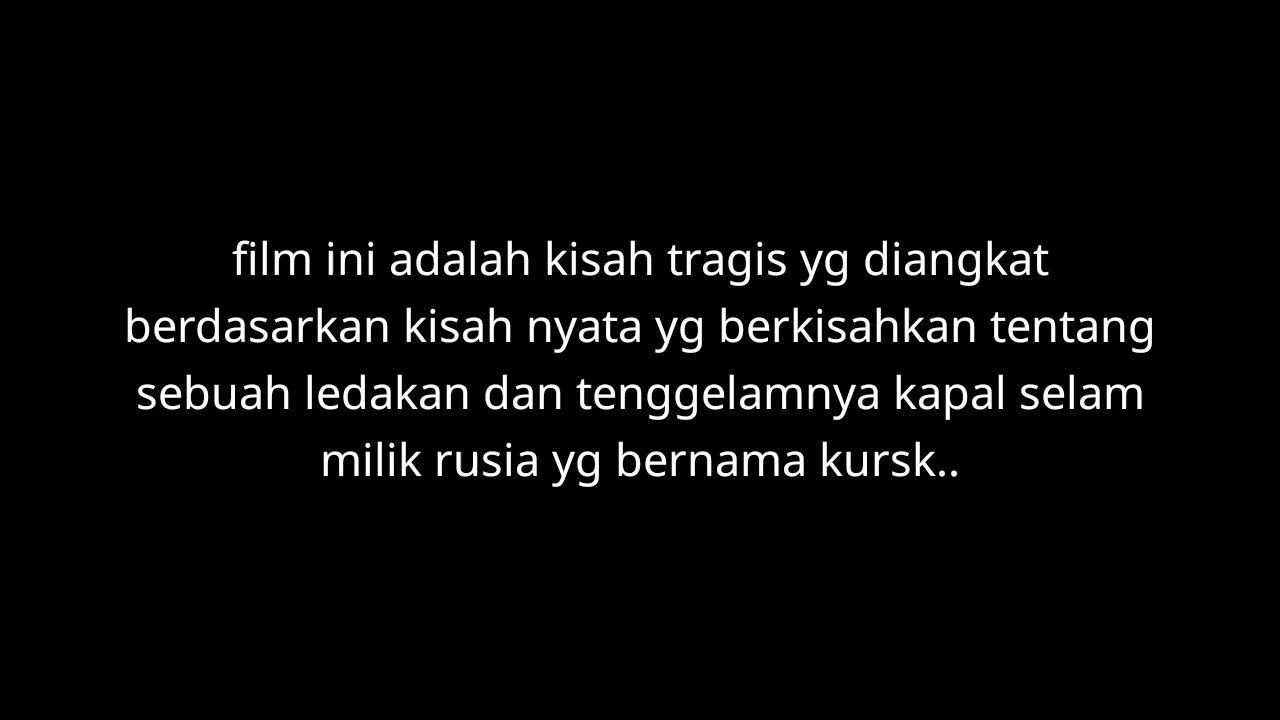 film ini adalah kisah tragis yg diangkat
berdasarkan kisah nyata yg berkisahkan tentang
sebuah ledakan dan tenggelamnya kapal selam
milik rusia yg bernama kursk..